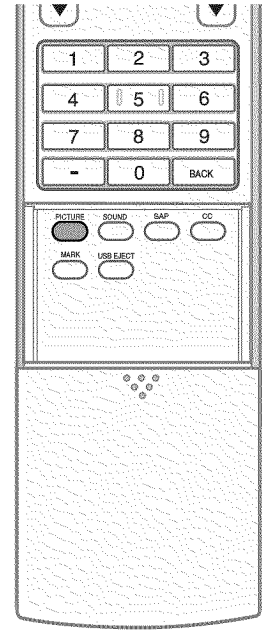 1 2 3
4 5 6
7 8 9
- 0 BACK
PICTURE SOUND SAP CC
MARK USB EJECT